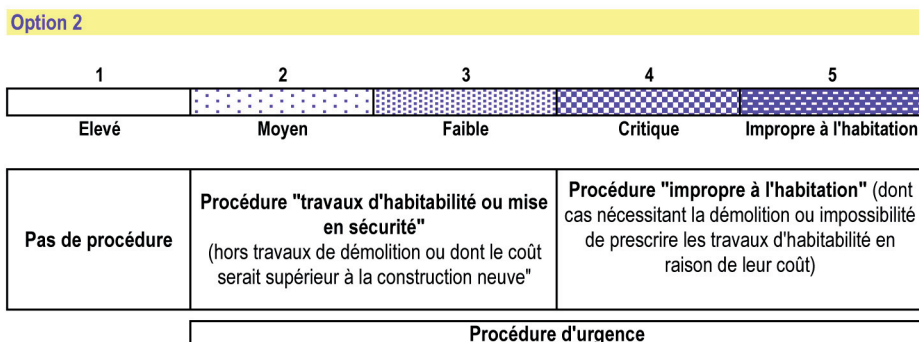 Option 2
1 2 3 4 5
Elevé Moyen Faible Critique Impropre à l'habitation
Pas de procédure
Procédure "travaux d'habitabilité ou mise
en sécurité"
(hors travaux de démolition ou dont le coût
serait supérieur à la construction neuve"
Procédure "impropre à l'habitation" (dont
cas nécessitant la démolition ou impossibilité
de prescrire les travaux d'habitabilité en
raison de leur coût)
Procédure d'urgence